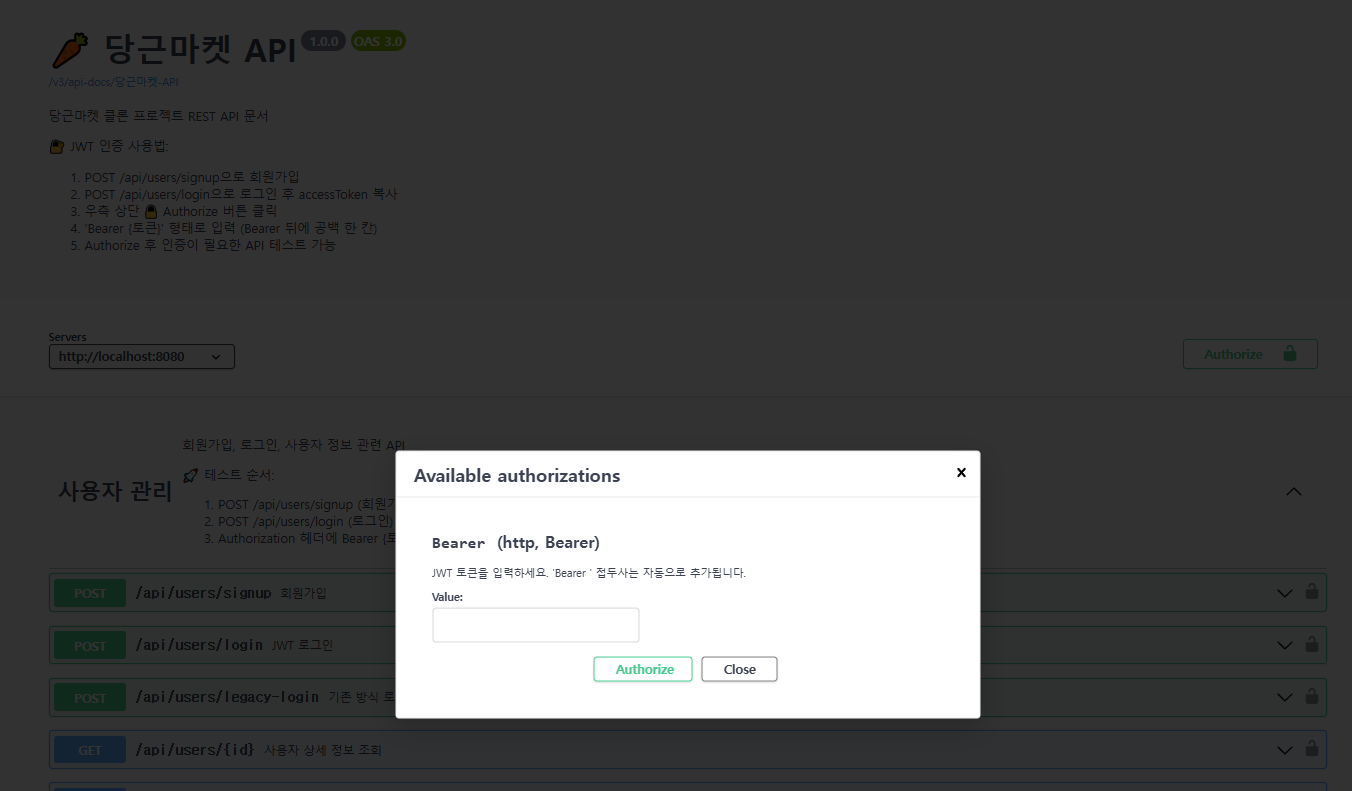 당근마켓 API 1.0.0 OAS 3.0
/v3/api-docs/당근마켓-API
당근마켓 클론 프로젝트 REST API 문서
JWT 인증 사용법:
1. POST /api/users/signup으로 회원가입
2. POST /api/users/login으로 로그인 후 accessToken 복사
3. 우측 상단 Authorize 버튼 클릭
4. 'Bearer {토큰}' 형태로 입력 (Bearer 뒤에 공백 한 칸)
5. Authorize 후 인증이 필요한 API 테스트 가능
Servers
http://localhost:8080
Authorize
사용자 관리
회원가입, 로그인, 사용자 정보 관련 API
테스트 순서:
1. POST /api/users/signup (회원가
2. POST /api/users/login (로그인)
3. Authorization 헤더에 Bearer {토
Available authorizations
Bearer (http, Bearer)
JWT 토큰을 입력하세요. 'Bearer ' 접두사는 자동으로 추가됩니다.
Value:
Authorize Close
POST /api/users/signup 회원가입
POST /api/users/login JWT 로그인
POST /api/users/legacy-login 기존 방식 로
GET /api/users/{id} 사용자 상세 정보 조회